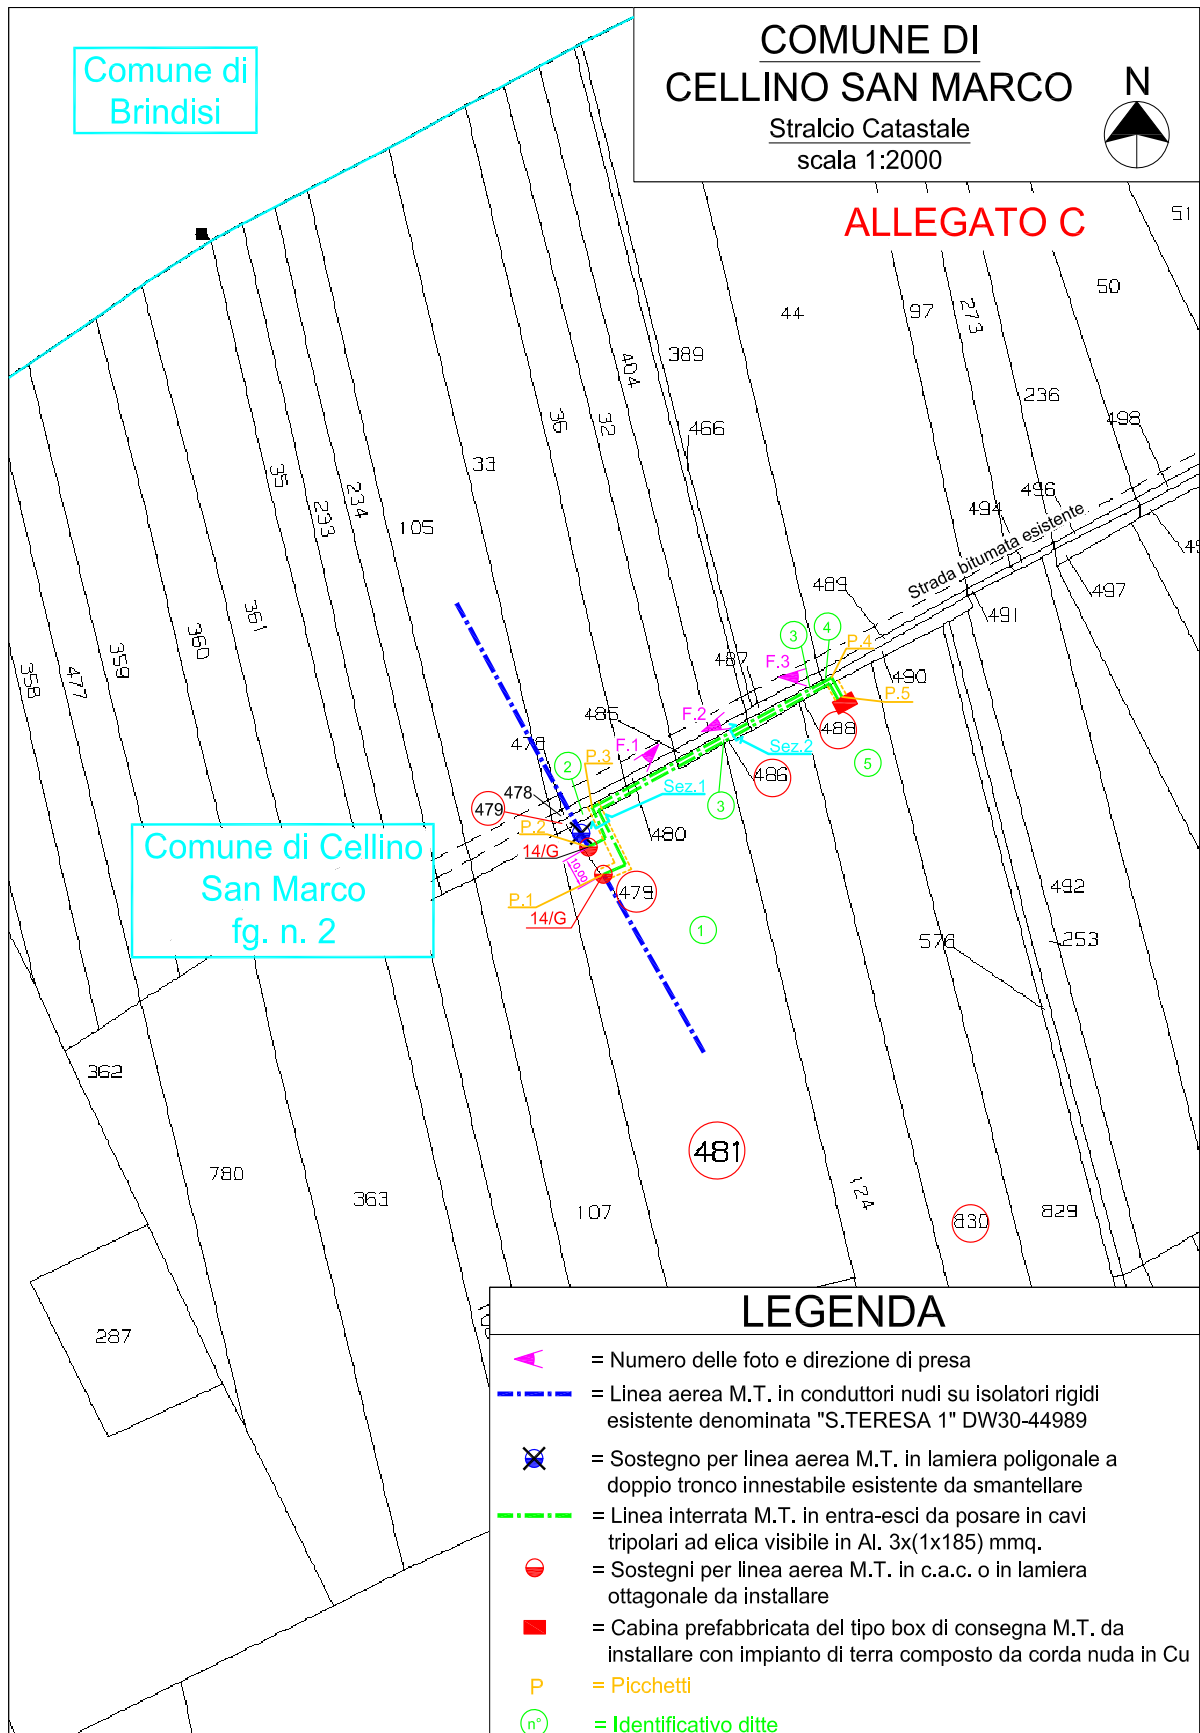 COMUNE DI
CELLINO SAN MARCO
Stralcio Catastale
scala 1:2000
N
Comune di
Brindisi
ALLEGATO C
51
50
44
97
273
389
404
236
498
36
32
466
33
35
233
234
105
496
494
Strada bitumata esistente
497
489
491
361
360
359
477
358
3
4
P.4
487
F.3
490
P.5
485
F.2
488
478
F.1
Sez.2
5
2
P.3
486
Sez.1
3
478
479
P.2
480
14/G
10,00
479
P.1
14/G
Comune di Cellino
San Marco
fg. n. 2
1
492
253
576
362
481
780
363
107
124
830
829
287
LEGENDA
= Numero delle foto e direzione di presa
= Linea aerea M.T. in conduttori nudi su isolatori rigidi
esistente denominata "S.TERESA 1" DW30-44989
= Sostegno per linea aerea M.T. in lamiera poligonale a
doppio tronco innestabile esistente da smantellare
= Linea interrata M.T. in entra-esci da posare in cavi
tripolari ad elica visibile in Al. 3x(1x185) mmq.
= Sostegni per linea aerea M.T. in c.a.c. o in lamiera
ottagonale da installare
= Cabina prefabbricata del tipo box di consegna M.T. da
installare con impianto di terra composto da corda nuda in Cu
P = Picchetti
n° = Identificativo ditte